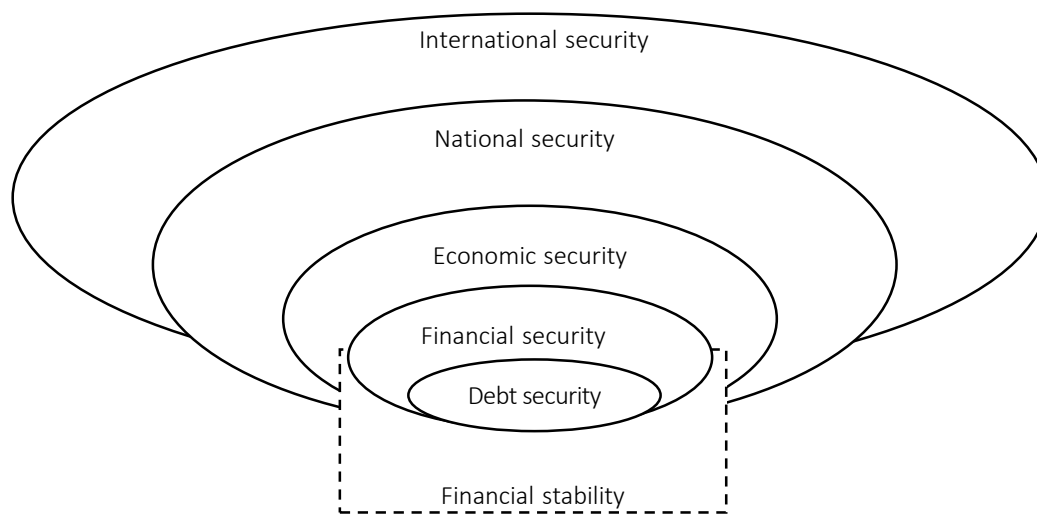 International security
National security
Economic security
Financial security
Debt security
Financial stability